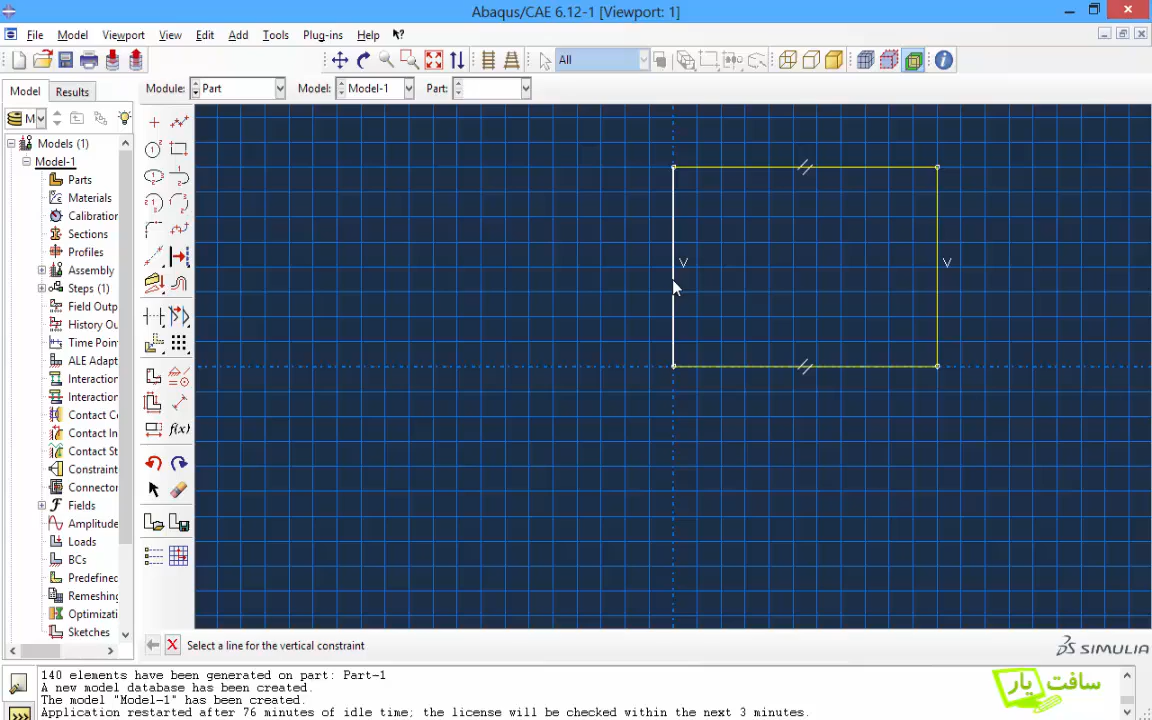 Abaqus/CAE 6.12-1 [Viewport: 1]
File Model Viewport View Edit Add Tools Plug-ins Help
All
Model Results Module: Part Model: Model-1 Part:
M
Models (1)
Model-1
Parts
Materials
Calibration
Sections
Profiles
Assembly
Steps (1)
Field Outp
History Ou
Time Poin
ALE Adapt
Interaction
Interaction
Contact Co
Contact In
Contact St
Constraint
Connector
Fields
Amplitude
Loads
BCs
Predefined
Remeshing
Optimizati
Sketches
f(x)
V
V
Select a line for the vertical constraint
SIMULIA
140 elements have been generated on part: Part-1
A new model database has been created.
The model "Model-1" has been created.
Application restarted after 76 minutes of idle time; the license will be checked within the next 3 minutes.
سافت یار